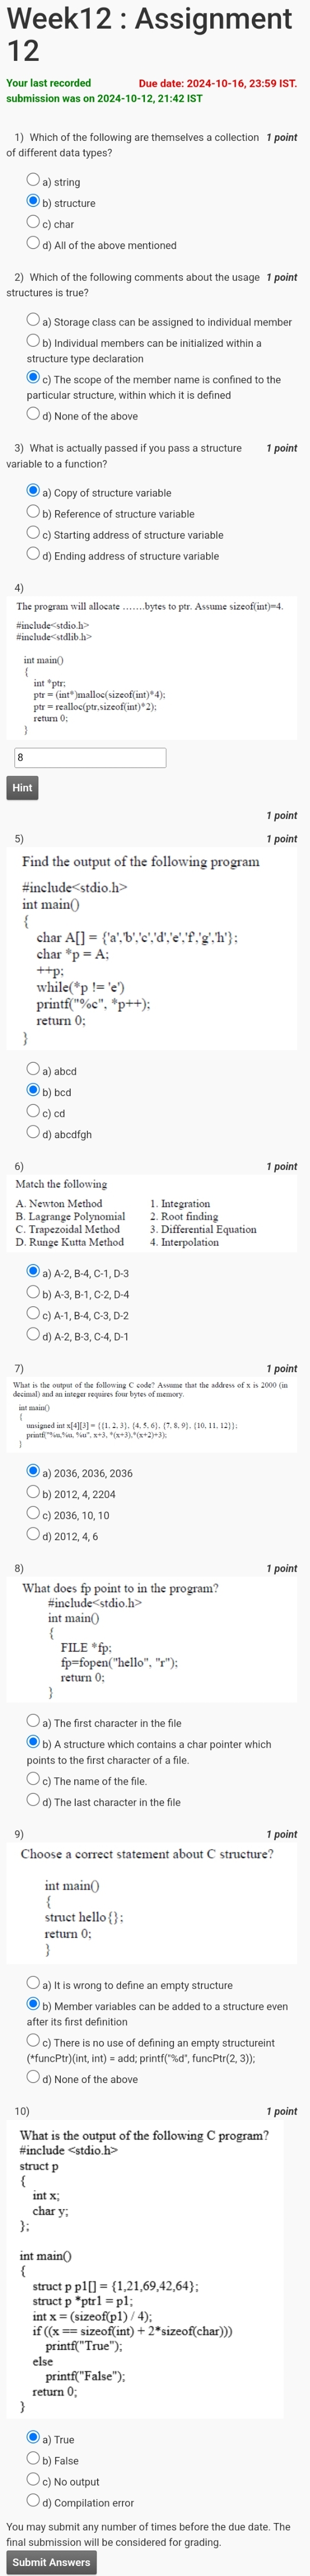 Week12 : Assignment
12
Your last recorded
submission was on 2024-10-12, 21:42 IST
Due date: 2024-10-16, 23:59 IST.
1) Which of the following are themselves a collection 1 point
of different data types?
a) string
b) structure
c) char
d) All of the above mentioned
2) Which of the following comments about the usage 1 point
structures is true?
a) Storage class can be assigned to individual member
b) Individual members can be initialized within a
structure type declaration
c) The scope of the member name is confined to the
particular structure, within which it is defined
d) None of the above
3) What is actually passed if you pass a structure 1 point
variable to a function?
a) Copy of structure variable
b) Reference of structure variable
c) Starting address of structure variable
d) Ending address of structure variable
4)
The program will allocate .......bytes to ptr. Assume sizeof(int)=4.
#include<stdio.h>
#include<stdlib.h>
int main()
{
int *ptr;
ptr = (int*)malloc(sizeof(int)*4);
ptr = realloc(ptr,sizeof(int)*2);
return 0;
}
8
Hint
1 point
5) 1 point
Find the output of the following program
#include<stdio.h>
int main()
{
char A[] = {'a','b','c','d','e','f','g','h'};
char *p = A;
++p;
while(*p != 'e')
printf("%c", *p++);
return 0;
}
a) abcd
b) bcd
c) cd
d) abcdfgh
6) 1 point
Match the following
A. Newton Method 1. Integration
B. Lagrange Polynomial 2. Root finding
C. Trapezoidal Method 3. Differential Equation
D. Runge Kutta Method 4. Interpolation
a) A-2, B-4, C-1, D-3
b) A-3, B-1, C-2, D-4
c) A-1, B-4, C-3, D-2
d) A-2, B-3, C-4, D-1
7) 1 point
What is the output of the following C code? Assume that the address of x is 2000 (in
decimal) and an integer requires four bytes of memory.
int main()
{
unsigned int x[4][3] = {{1, 2, 3}, {4, 5, 6}, {7, 8, 9}, {10, 11, 12}};
printf("%u,%u, %u", x+3, *(x+3),*(x+2)+3);
}
a) 2036, 2036, 2036
b) 2012, 4, 2204
c) 2036, 10, 10
d) 2012, 4, 6
8) 1 point
What does fp point to in the program?
#include<stdio.h>
int main()
{
FILE *fp;
fp=fopen("hello", "r");
return 0;
}
a) The first character in the file
b) A structure which contains a char pointer which
points to the first character of a file.
c) The name of the file.
d) The last character in the file
9) 1 point
Choose a correct statement about C structure?
int main()
{
struct hello{};
return 0;
}
a) It is wrong to define an empty structure
b) Member variables can be added to a structure even
after its first definition
c) There is no use of defining an empty structureint
(*funcPtr)(int, int) = add; printf("%d", funcPtr(2, 3));
d) None of the above
10) 1 point
What is the output of the following C program?
#include <stdio.h>
struct p
{
int x;
char y;
};
int main()
{
struct p p1[] = {1,21,69,42,64};
struct p *ptr1 = p1;
int x = (sizeof(p1) / 4);
if ((x == sizeof(int) + 2*sizeof(char)))
printf("True");
else
printf("False");
return 0;
}
a) True
b) False
c) No output
d) Compilation error
You may submit any number of times before the due date. The
final submission will be considered for grading.
Submit Answers